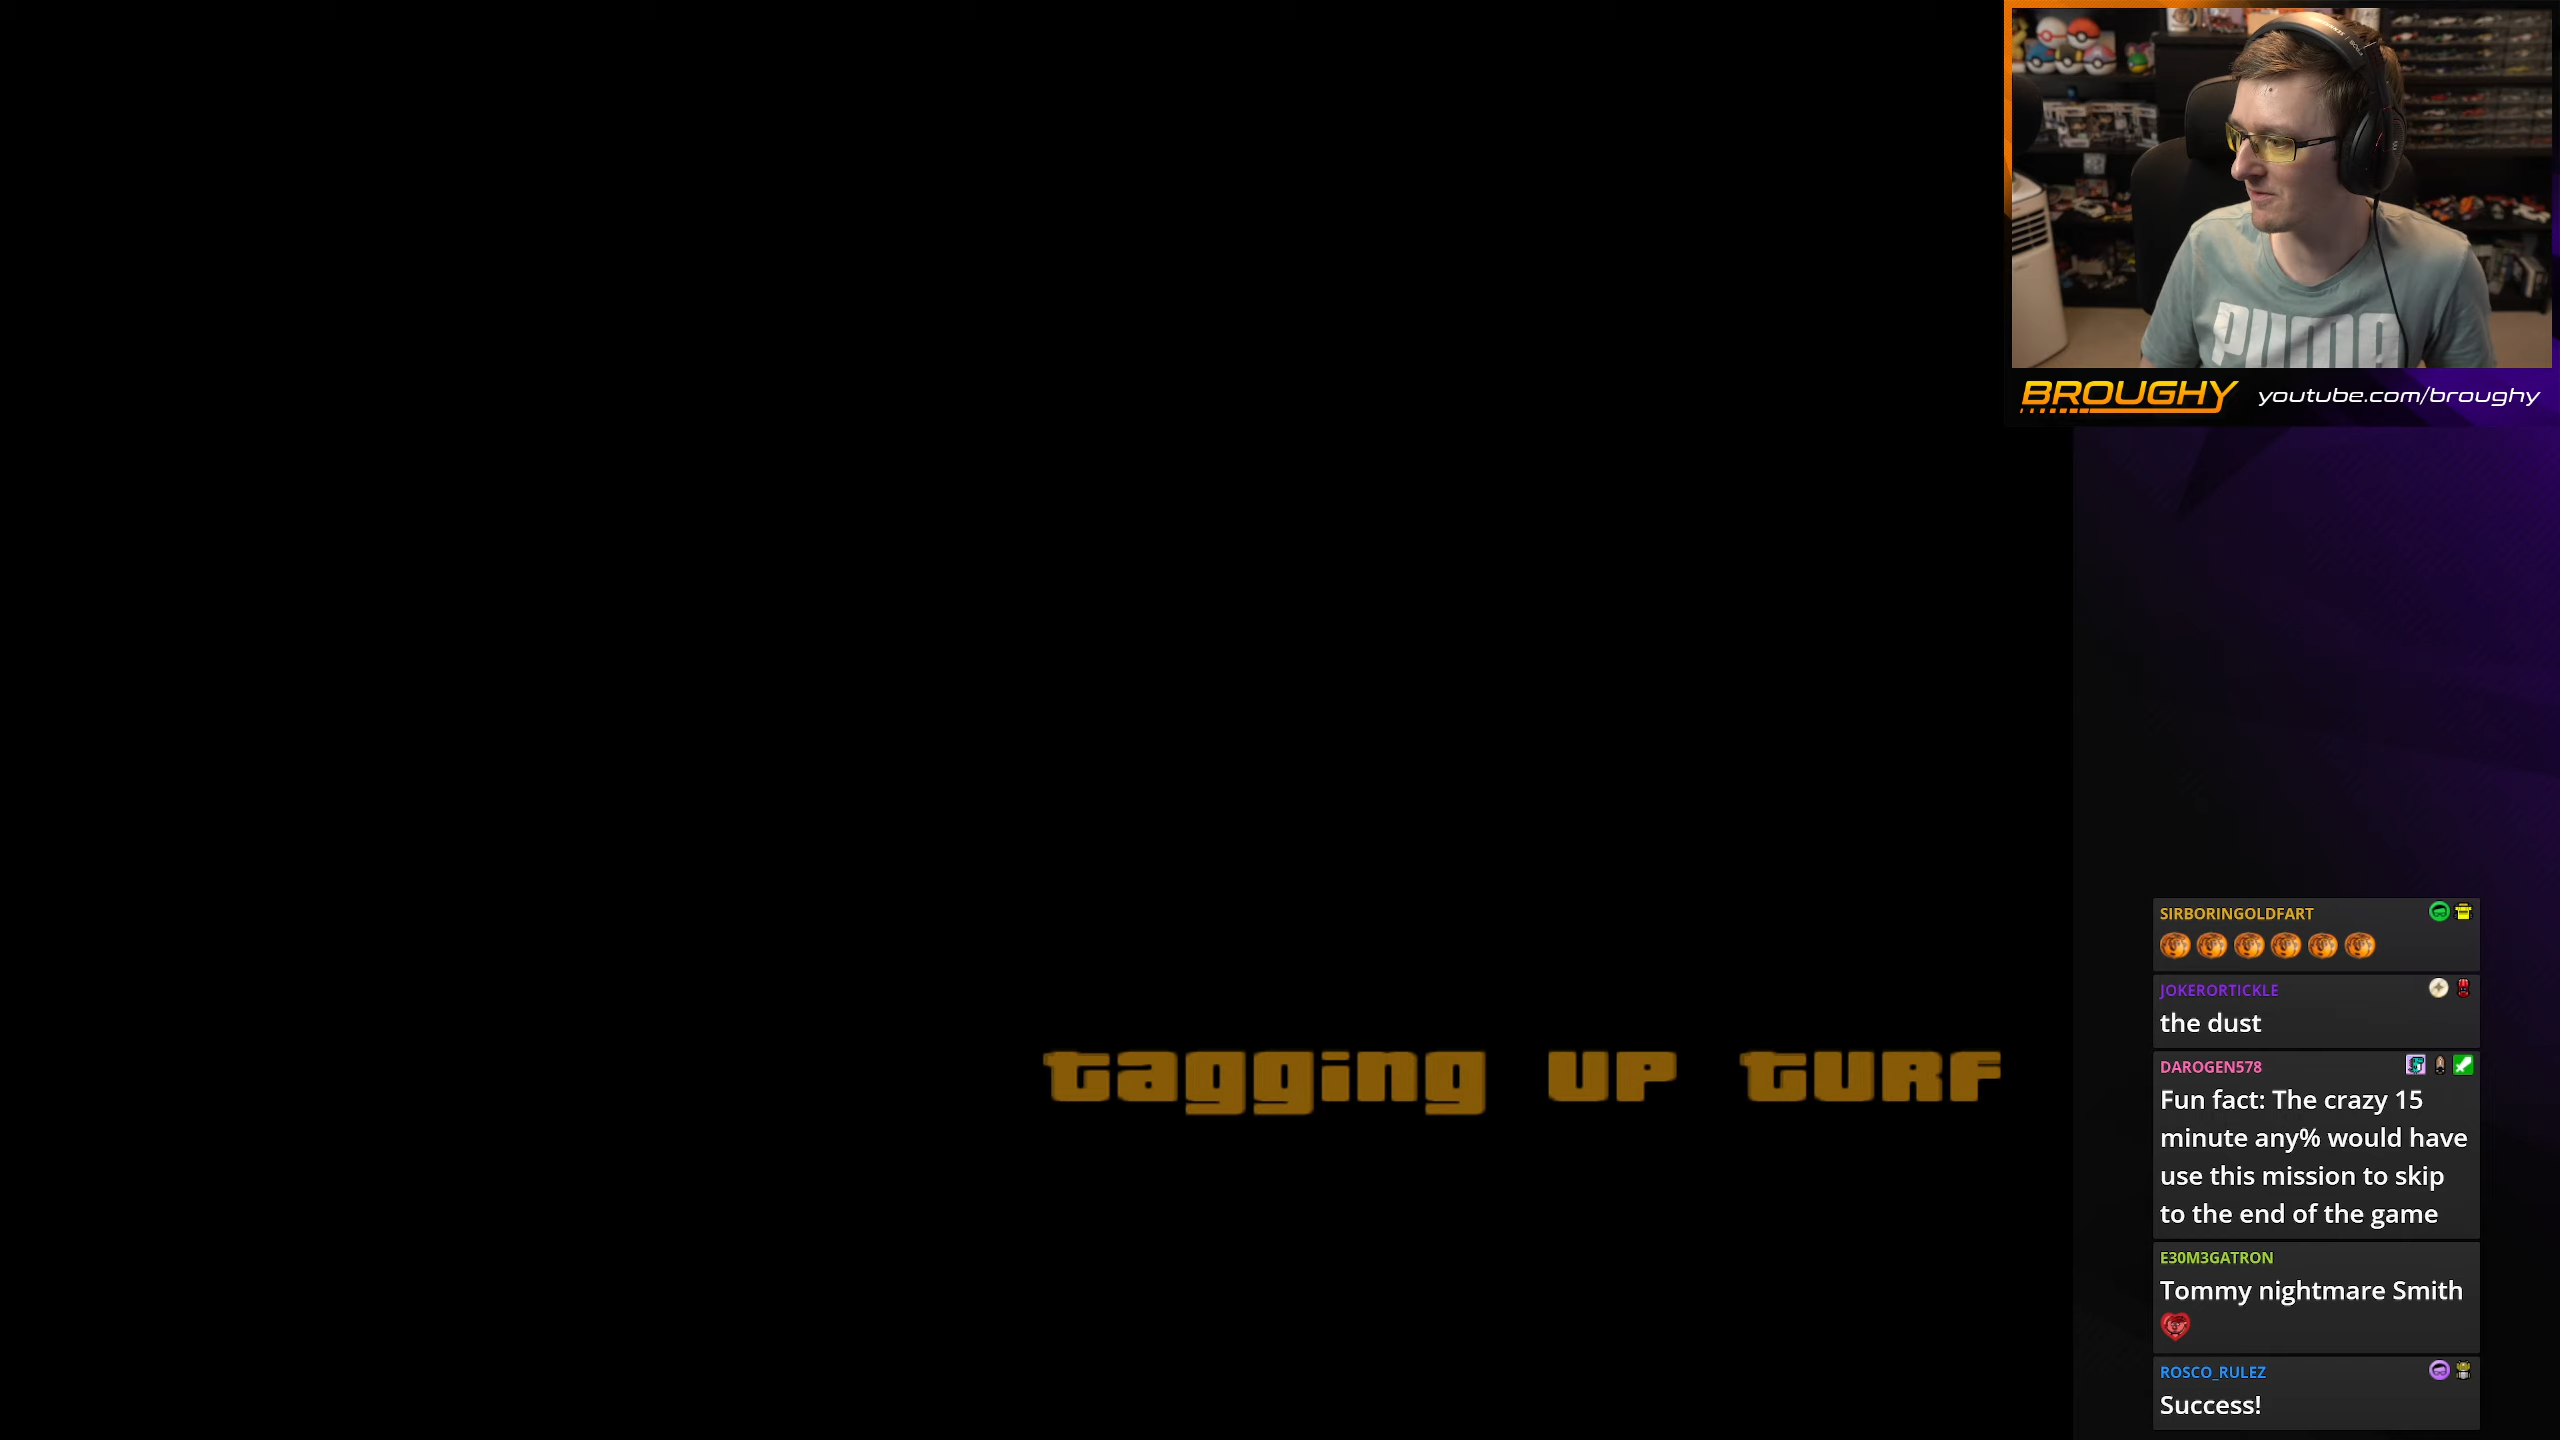 PUMA
BROUGHY youtube.com/broughy
SIRBORINGOLDFART
JOKERORTICKLE
the dust
DAROGEN578
Fun fact: The crazy 15
minute any% would have
use this mission to skip
to the end of the game
tagging up turf
E30M3GATRON
Tommy nightmare Smith
ROSCO_RULEZ
Success!